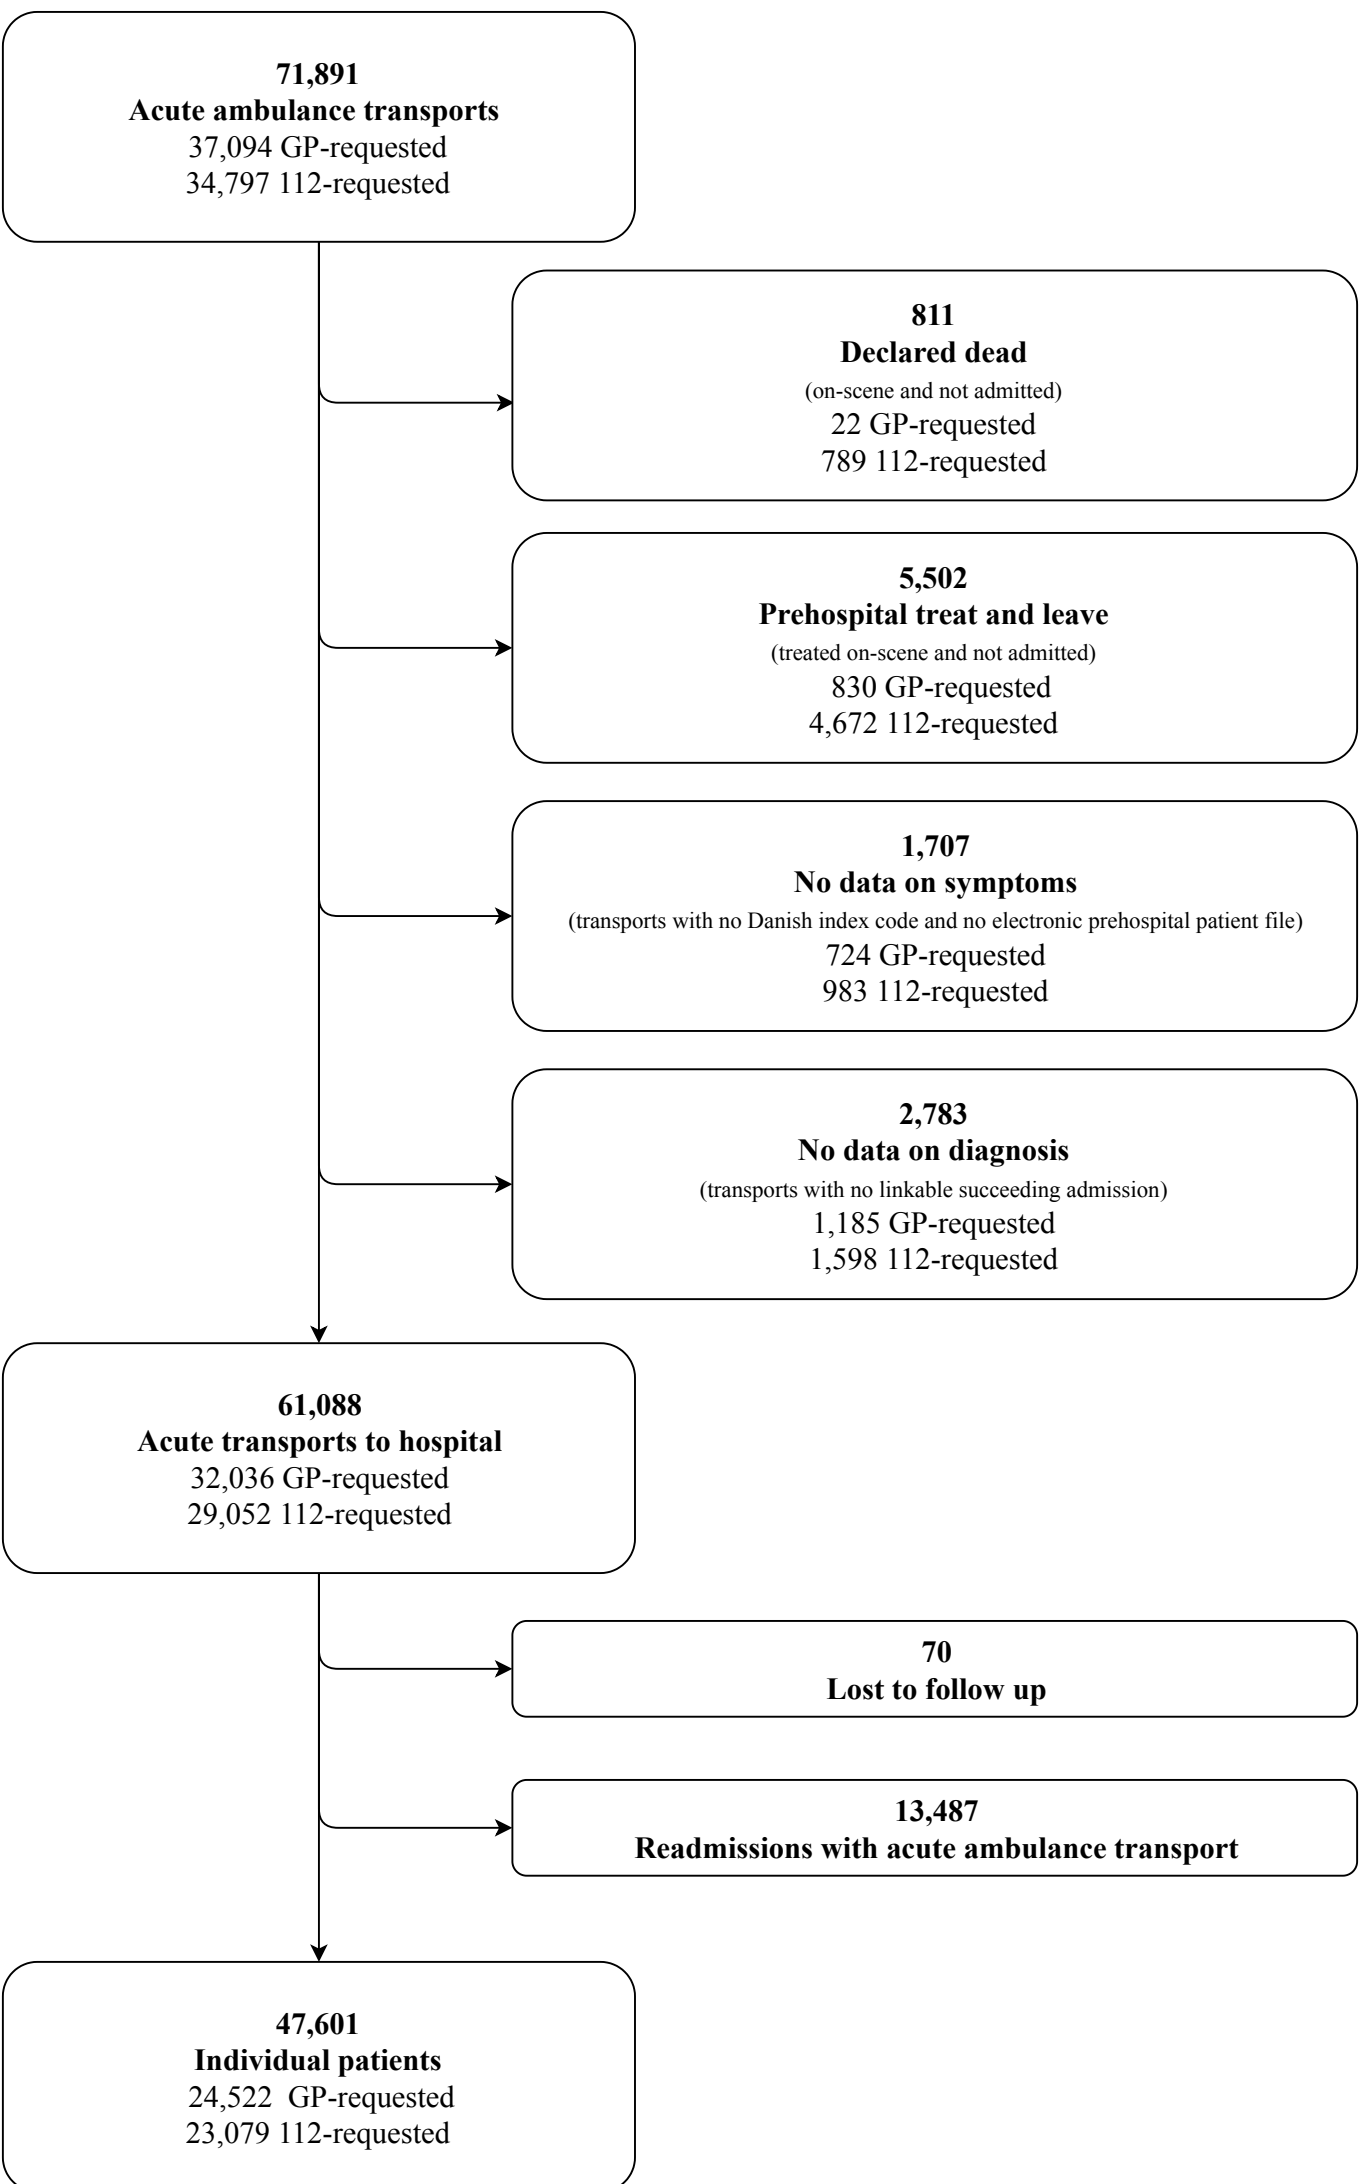 71,891
Acute ambulance transports
37,094 GP-requested
34,797 112-requested
811
Declared dead
(on-scene and not admitted)
22 GP-requested
789 112-requested
5,502
Prehospital treat and leave
(treated on-scene and not admitted)
830 GP-requested
4,672 112-requested
1,707
No data on symptoms
(transports with no Danish index code and no electronic prehospital patient file)
724 GP-requested
983 112-requested
2,783
No data on diagnosis
(transports with no linkable succeeding admission)
1,185 GP-requested
1,598 112-requested
61,088
Acute transports to hospital
32,036 GP-requested
29,052 112-requested
70
Lost to follow up
13,487
Readmissions with acute ambulance transport
47,601
Individual patients
24,522 GP-requested
23,079 112-requested